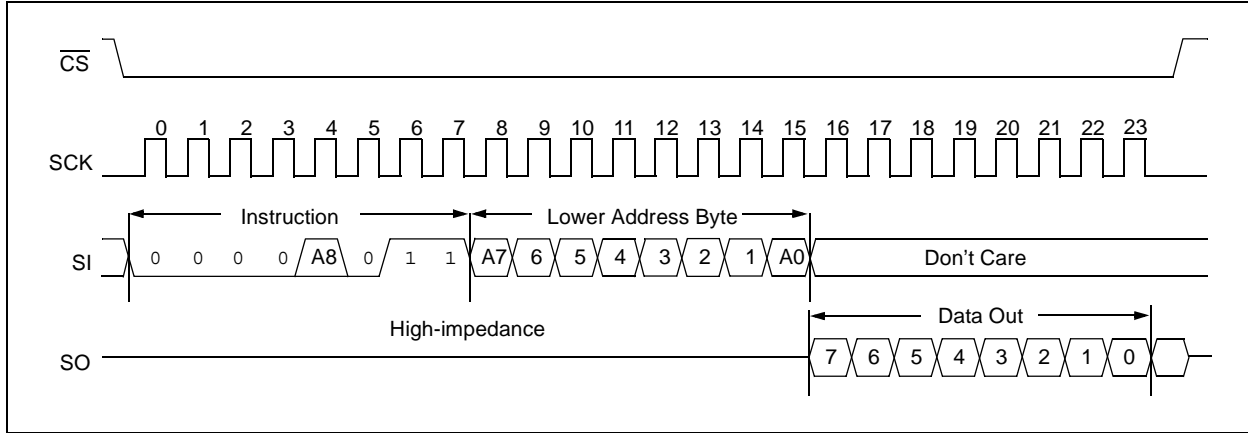 CS
0 1 2 3 4 5 6 7 8 9 10 11 12 13 14 15 16 17 18 19 20 21 22 23
SCK
Instruction Lower Address Byte
SI 0 0 0 0 A8 0 1 1 A7 6 5 4 3 2 1 A0 Don't Care
High-impedance Data Out
SO 7 6 5 4 3 2 1 0